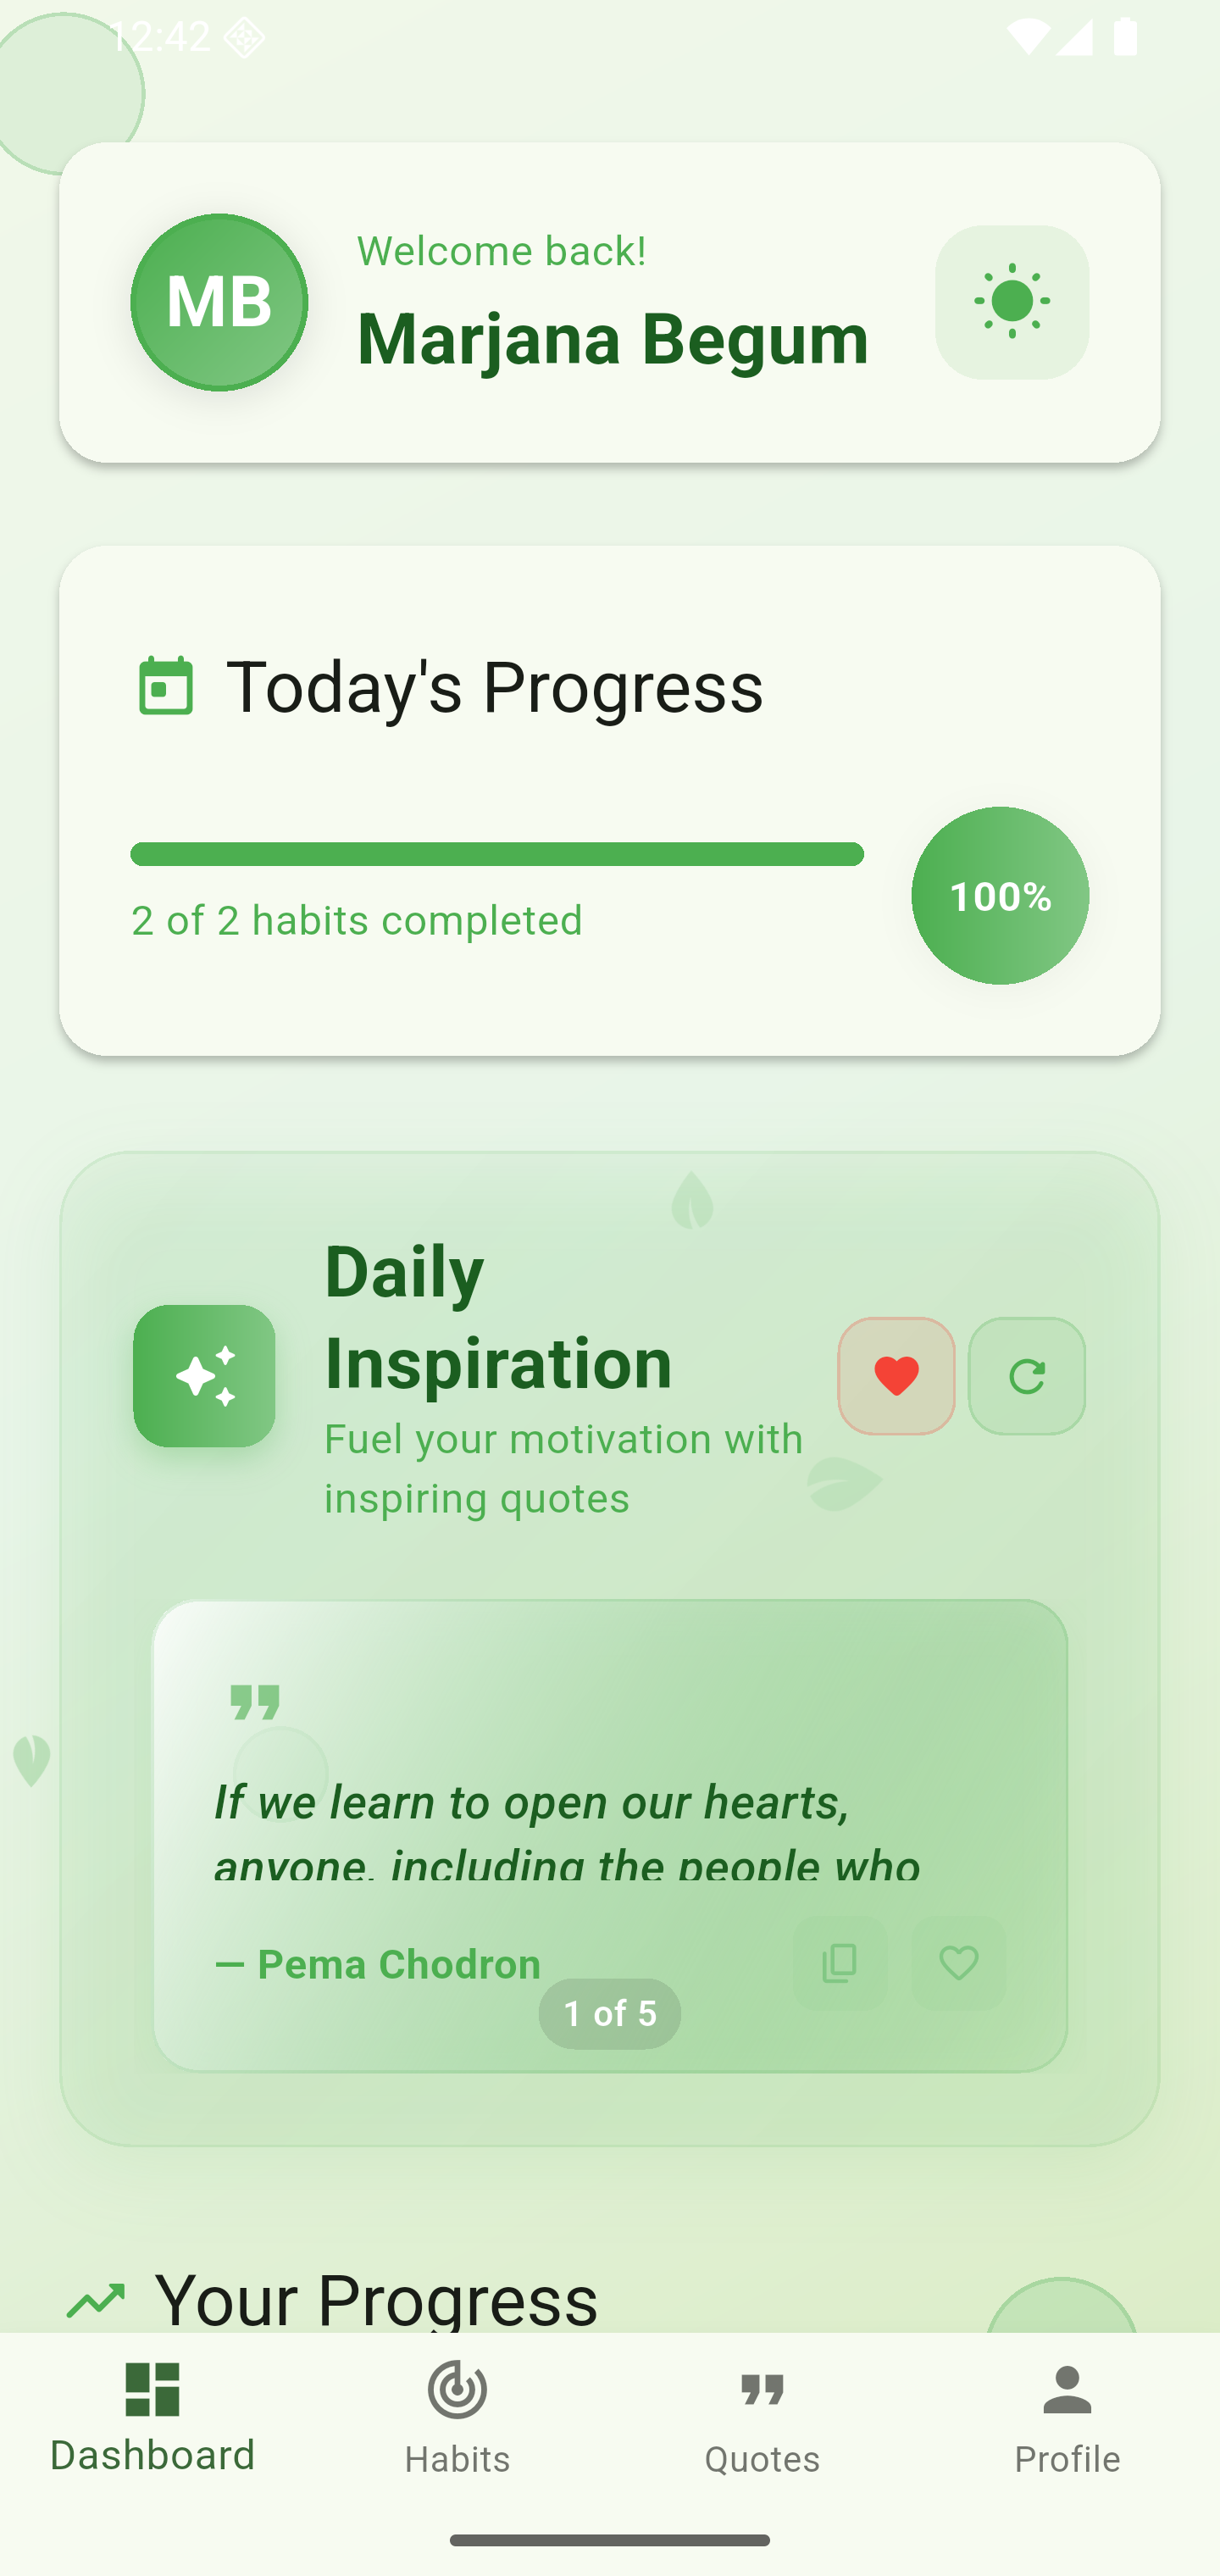 12:42
MB
Welcome back!
Marjana Begum
Today's Progress
2 of 2 habits completed
100%
Daily
Inspiration
Fuel your motivation with
inspiring quotes
If we learn to open our hearts,
anyone, including the people who
— Pema Chodron
1 of 5
Your Progress
Dashboard
Habits
Quotes
Profile